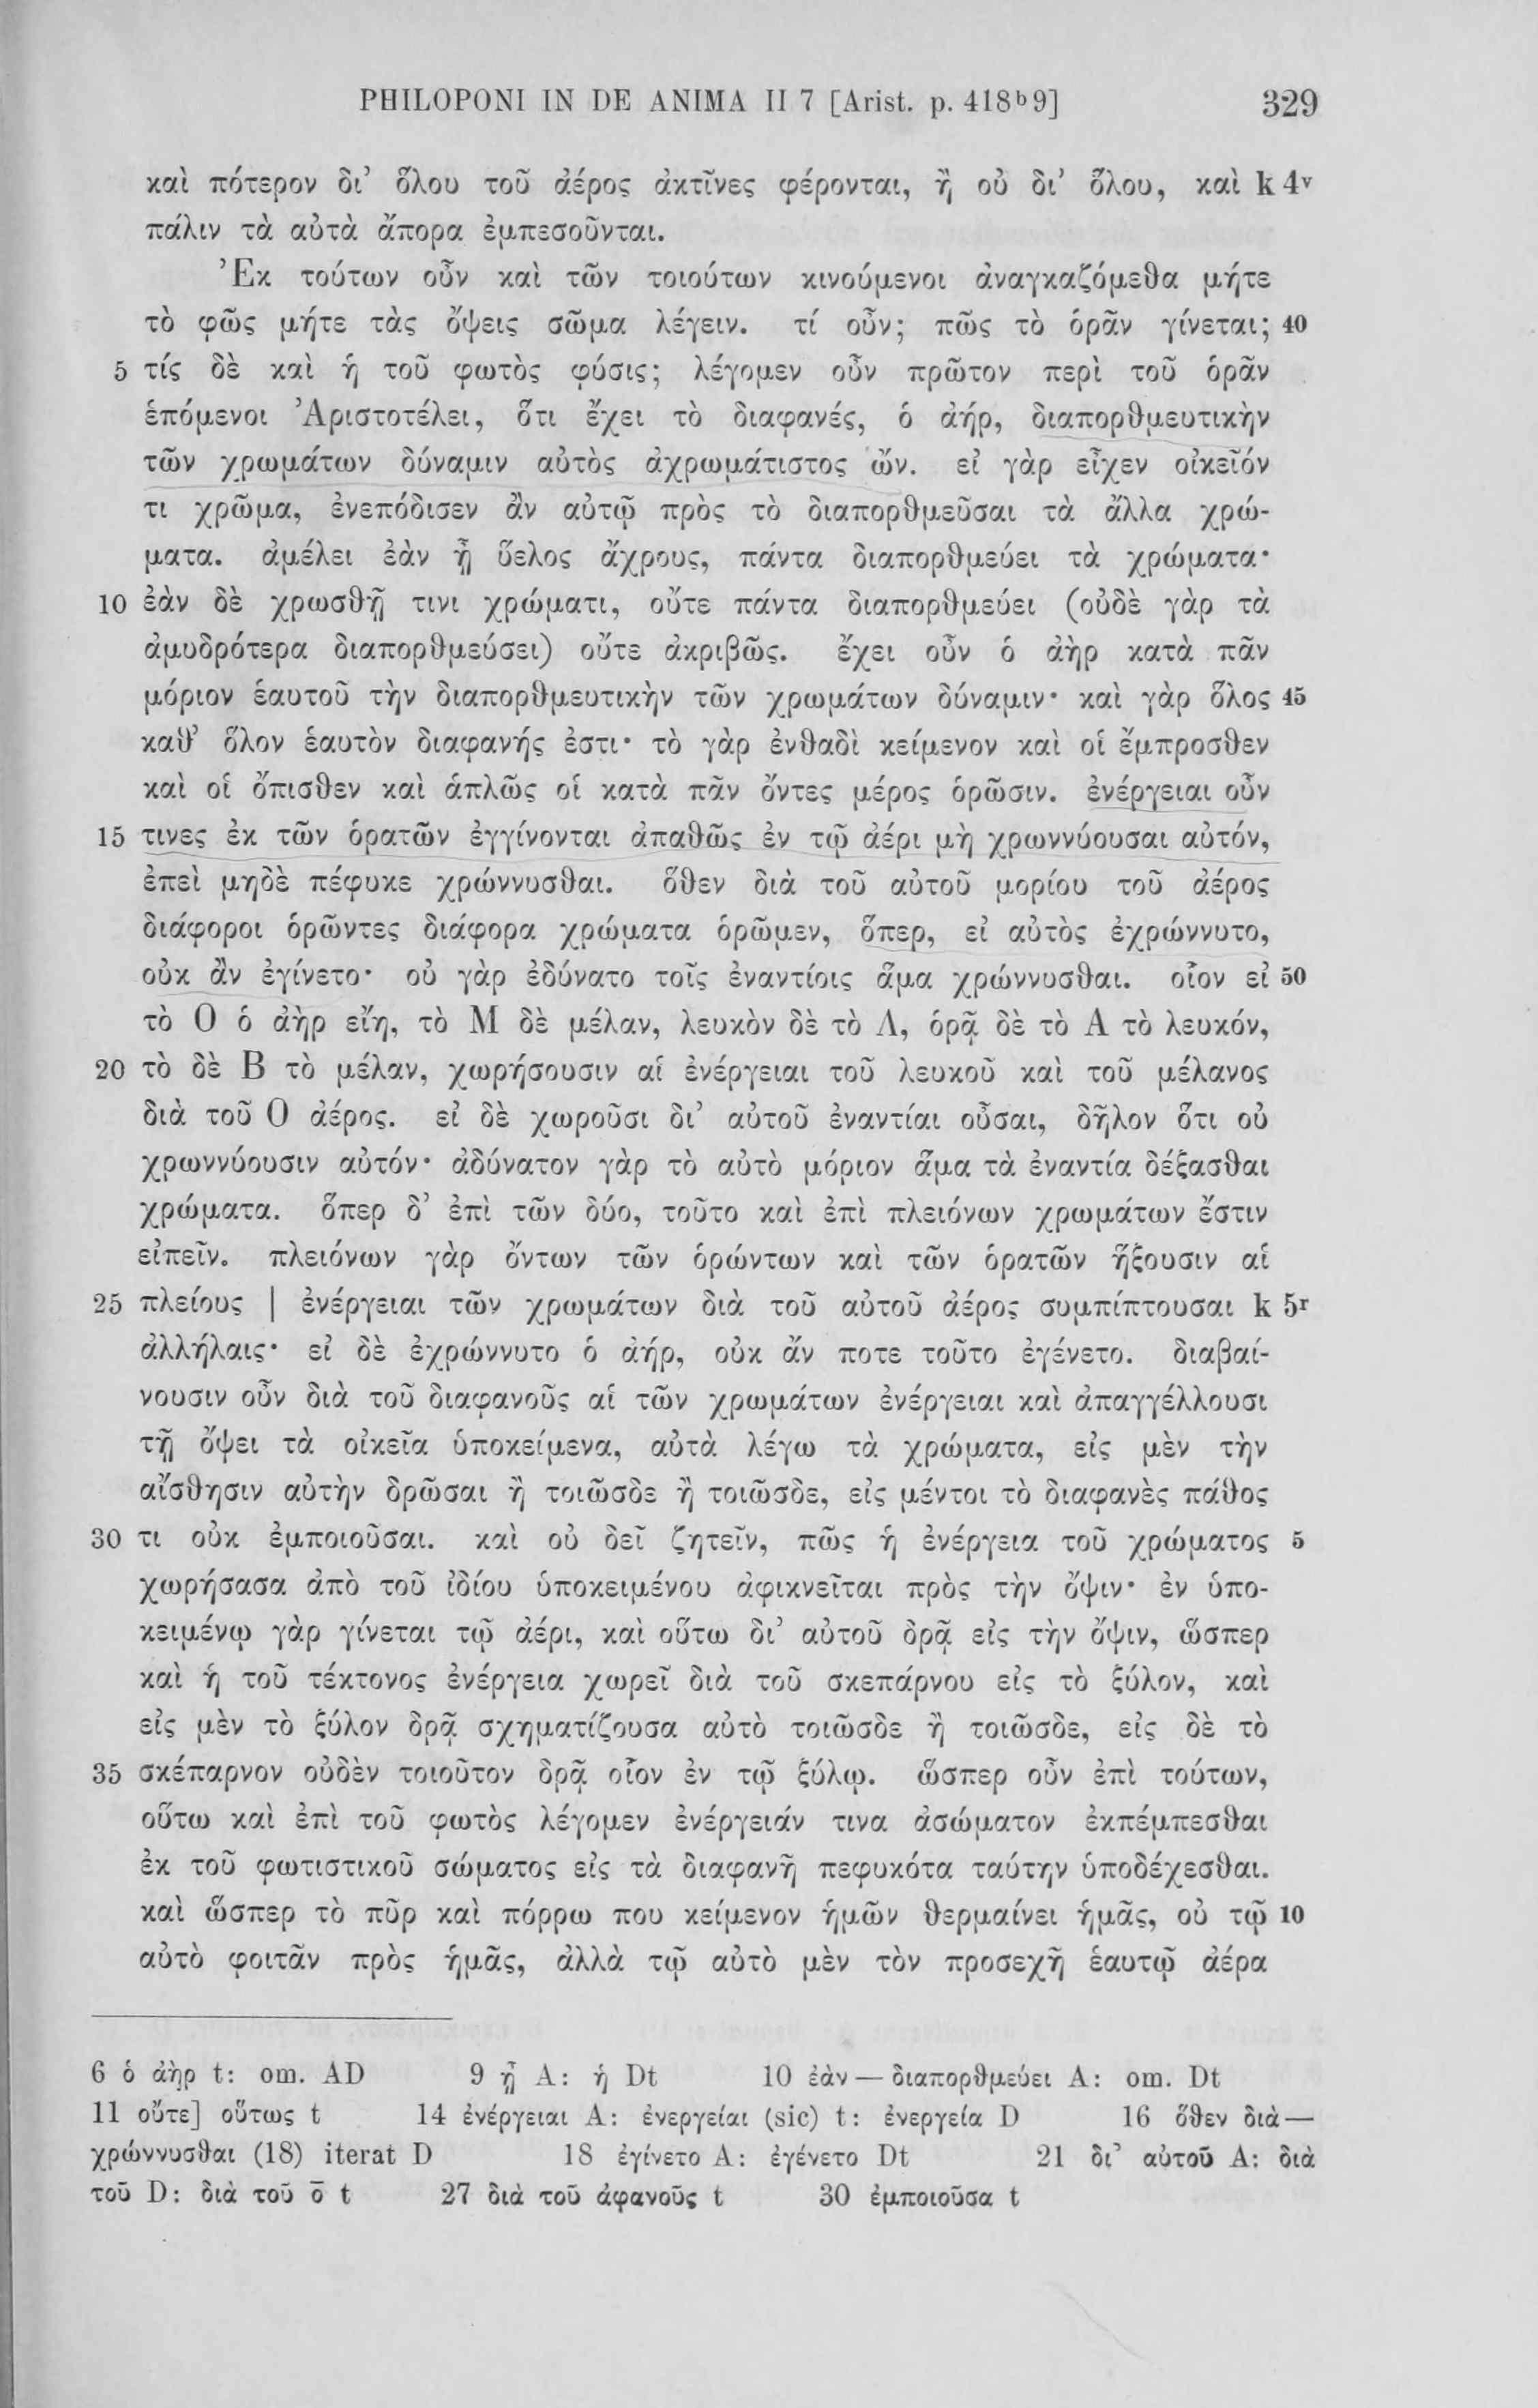 PHILOPONI IN DE ANIMA II 7 [Arist. p. 418ᵇ9] 329
καὶ πότερον δι’ ὅλου τοῦ ἀέρος ἀκτῖνες φέρονται, ἢ οὐ δι’ ὅλου, καὶ k 4ᵛ
πάλιν τὰ αὐτὰ ἄπορα ἐμπεσοῦνται.
Ἐκ τούτων οὖν καὶ τῶν τοιούτων κινούμενοι ἀναγκαζόμεθα μήτε
τὸ φῶς μήτε τὰς ὄψεις σῶμα λέγειν. τί οὖν; πῶς τὸ ὁρᾶν γίνεται; 40
5 τίς δὲ καὶ ἡ τοῦ φωτὸς φύσις; λέγομεν οὖν πρῶτον περὶ τοῦ ὁρᾶν
ἑπόμενοι Ἀριστοτέλει, ὅτι ἔχει τὸ διαφανές, ὁ ἀήρ, διαπορθμευτικὴν
τῶν χρωμάτων δύναμιν αὐτὸς ἀχρωμάτιστος ὤν. εἰ γὰρ εἶχεν οἰκεῖόν
τι χρῶμα, ἐνεπόδισεν ἂν αὐτῷ πρὸς τὸ διαπορθμεῦσαι τὰ ἄλλα χρώ-
ματα. ἀμέλει ἐὰν ᾖ ὕελος ἄχρους, πάντα διαπορθμεύει τὰ χρώματα·
10 ἐὰν δὲ χρωσθῇ τινι χρώματι, οὔτε πάντα διαπορθμεύει (οὐδὲ γὰρ τὰ
ἀμυδρότερα διαπορθμεύσει) οὔτε ἀκριβῶς. ἔχει οὖν ὁ ἀὴρ κατὰ πᾶν
μόριον ἑαυτοῦ τὴν διαπορθμευτικὴν τῶν χρωμάτων δύναμιν· καὶ γὰρ ὅλος 45
καθ’ ὅλον ἑαυτὸν διαφανής ἐστι· τὸ γὰρ ἐνθαδὶ κείμενον καὶ οἱ ἔμπροσθεν
καὶ οἱ ὄπισθεν καὶ ἁπλῶς οἱ κατὰ πᾶν ὄντες μέρος ὁρῶσιν. ἐνέργειαι οὖν
15 τινες ἐκ τῶν ὁρατῶν ἐγγίνονται ἀπαθῶς ἐν τῷ ἀέρι μὴ χρωννύουσαι αὐτόν,
ἐπεὶ μηδὲ πέφυκε χρώννυσθαι. ὅθεν διὰ τοῦ αὐτοῦ μορίου τοῦ ἀέρος
διάφοροι ὁρῶντες διάφορα χρώματα ὁρῶμεν, ὅπερ, εἰ αὐτὸς ἐχρώννυτο,
οὐκ ἂν ἐγίνετο· οὐ γὰρ ἐδύνατο τοῖς ἐναντίοις ἅμα χρώννυσθαι. οἷον εἰ 50
τὸ Ο ὁ ἀὴρ εἴη, τὸ Μ δὲ μέλαν, λευκὸν δὲ τὸ Λ, ὁρᾷ δὲ τὸ Α τὸ λευκόν,
20 τὸ δὲ Β τὸ μέλαν, χωρήσουσιν αἱ ἐνέργειαι τοῦ λευκοῦ καὶ τοῦ μέλανος
διὰ τοῦ Ο ἀέρος. εἰ δὲ χωροῦσι δι’ αὐτοῦ ἐναντίαι οὖσαι, δῆλον ὅτι οὐ
χρωννύουσιν αὐτόν· ἀδύνατον γὰρ τὸ αὐτὸ μόριον ἅμα τὰ ἐναντία δέξασθαι
χρώματα. ὅπερ δ’ ἐπὶ τῶν δύο, τοῦτο καὶ ἐπὶ πλειόνων χρωμάτων ἔστιν
εἰπεῖν. πλειόνων γὰρ ὄντων τῶν ὁρώντων καὶ τῶν ὁρατῶν ἥξουσιν αἱ
25 πλείους | ἐνέργειαι τῶν χρωμάτων διὰ τοῦ αὐτοῦ ἀέρος συμπίπτουσαι k 5ʳ
ἀλλήλαις· εἰ δὲ ἐχρώννυτο ὁ ἀήρ, οὐκ ἄν ποτε τοῦτο ἐγένετο. διαβαί-
νουσιν οὖν διὰ τοῦ διαφανοῦς αἱ τῶν χρωμάτων ἐνέργειαι καὶ ἀπαγγέλλουσι
τῇ ὄψει τὰ οἰκεῖα ὑποκείμενα, αὐτὰ λέγω τὰ χρώματα, εἰς μὲν τὴν
αἴσθησιν αὐτὴν δρῶσαι ἢ τοιῶσδε ἢ τοιῶσδε, εἰς μέντοι τὸ διαφανὲς πάθος
30 τι οὐκ ἐμποιοῦσαι. καὶ οὐ δεῖ ζητεῖν, πῶς ἡ ἐνέργεια τοῦ χρώματος 5
χωρήσασα ἀπὸ τοῦ ἰδίου ὑποκειμένου ἀφικνεῖται πρὸς τὴν ὄψιν· ἐν ὑπο-
κειμένῳ γὰρ γίνεται τῷ ἀέρι, καὶ οὕτω δι’ αὐτοῦ δρᾷ εἰς τὴν ὄψιν, ὥσπερ
καὶ ἡ τοῦ τέκτονος ἐνέργεια χωρεῖ διὰ τοῦ σκεπάρνου εἰς τὸ ξύλον, καὶ
εἰς μὲν τὸ ξύλον δρᾷ σχηματίζουσα αὐτὸ τοιῶσδε ἢ τοιῶσδε, εἰς δὲ τὸ
35 σκέπαρνον οὐδὲν τοιοῦτον δρᾷ οἷον ἐν τῷ ξύλῳ. ὥσπερ οὖν ἐπὶ τούτων,
οὕτω καὶ ἐπὶ τοῦ φωτὸς λέγομεν ἐνέργειάν τινα ἀσώματον ἐκπέμπεσθαι
ἐκ τοῦ φωτιστικοῦ σώματος εἰς τὰ διαφανῆ πεφυκότα ταύτην ὑποδέχεσθαι.
καὶ ὥσπερ τὸ πῦρ καὶ πόρρω που κείμενον ἡμῶν θερμαίνει ἡμᾶς, οὐ τῷ 10
αὐτὸ φοιτᾶν πρὸς ἡμᾶς, ἀλλὰ τῷ αὐτὸ μὲν τὸν προσεχῆ ἑαυτῷ ἀέρα
6 ὁ ἀὴρ t: om. AD 9 ᾖ A: ἡ Dt 10 ἐὰν — διαπορθμεύει A: om. Dt
11 οὔτε] οὕτως t 14 ἐνέργειαι A: ἐνεργείαι (sic) t: ἐνεργεία D 16 ὅθεν διὰ —
χρώννυσθαι (18) iterat D 18 ἐγίνετο A: ἐγένετο Dt 21 δι’ αὐτοῦ A: διὰ
τοῦ D: διὰ τοῦ ο̄ t 27 διὰ τοῦ ἀφανοῦς t 30 ἐμποιοῦσα t